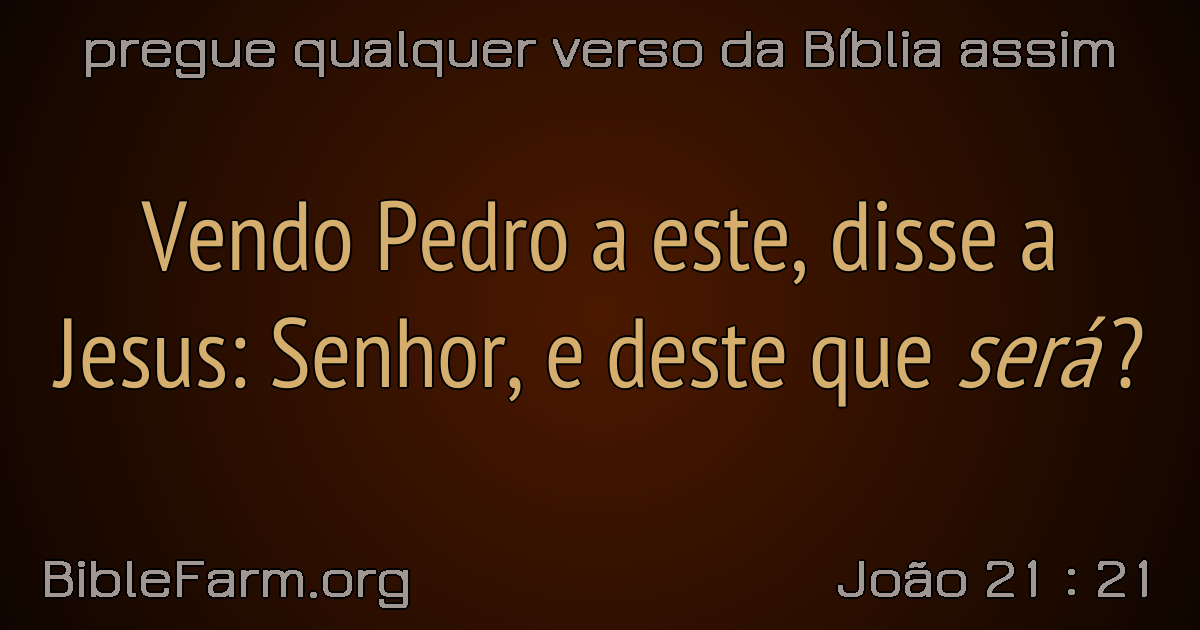 pregue qualquer verso da Bíblia assim
Vendo Pedro a este, disse a
Jesus: Senhor, e deste que será?
BibleFarm.org
João 21 : 21